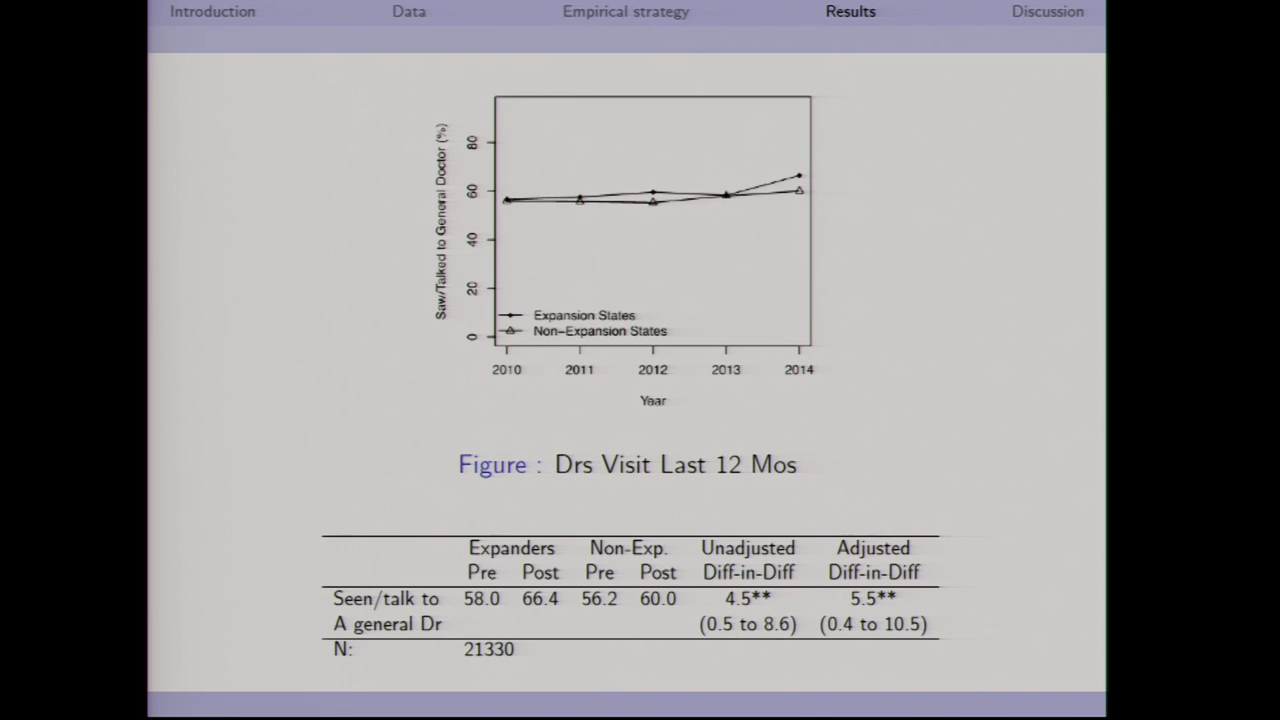 Introduction Data Empirical strategy Results Discussion
Saw/Talked to General Doctor (%)
80
60
40
20
0
Expansion States
Non−Expansion States
2010 2011 2012 2013 2014
Year
Figure : Drs Visit Last 12 Mos
Expanders Non-Exp. Unadjusted Adjusted
Pre Post Pre Post Diff-in-Diff Diff-in-Diff
Seen/talk to 58.0 66.4 56.2 60.0 4.5** 5.5**
A general Dr (0.5 to 8.6) (0.4 to 10.5)
N: 21330